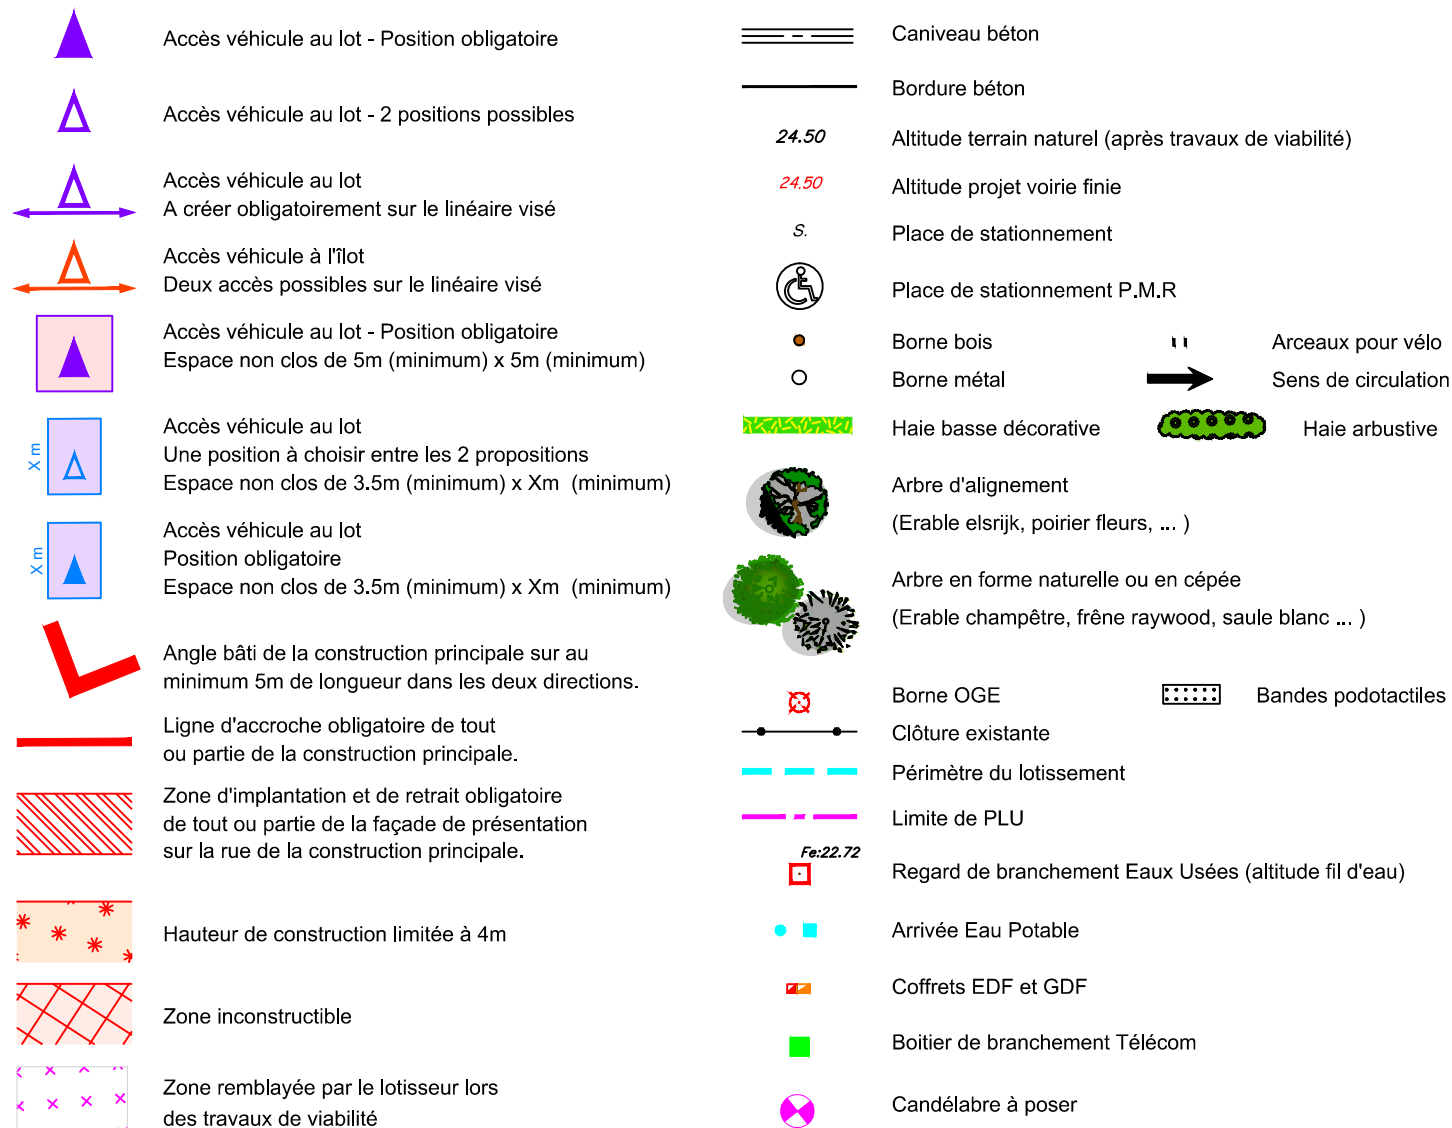 Accès véhicule au lot - Position obligatoire
Accès véhicule au lot - 2 positions possibles
Accès véhicule au lot
A créer obligatoirement sur le linéaire visé
Accès véhicule à l'îlot
Deux accès possibles sur le linéaire visé
Accès véhicule au lot - Position obligatoire
Espace non clos de 5m (minimum) x 5m (minimum)
X m
Accès véhicule au lot
Une position à choisir entre les 2 propositions
Espace non clos de 3.5m (minimum) x Xm (minimum)
X m
Accès véhicule au lot
Position obligatoire
Espace non clos de 3.5m (minimum) x Xm (minimum)
Angle bâti de la construction principale sur au
minimum 5m de longueur dans les deux directions.
Ligne d'accroche obligatoire de tout
ou partie de la construction principale.
Zone d'implantation et de retrait obligatoire
de tout ou partie de la façade de présentation
sur la rue de la construction principale.
Hauteur de construction limitée à 4m
Zone inconstructible
Zone remblayée par le lotisseur lors
des travaux de viabilité
Caniveau béton
Bordure béton
24.50 Altitude terrain naturel (après travaux de viabilité)
24.50 Altitude projet voirie finie
S. Place de stationnement
Place de stationnement P.M.R
Borne bois
Arceaux pour vélo
Borne métal
Sens de circulation
Haie basse décorative
Haie arbustive
Arbre d'alignement
(Erable elsrijk, poirier fleurs, ... )
Arbre en forme naturelle ou en cépée
(Erable champêtre, frêne raywood, saule blanc ... )
Borne OGE
Bandes podotactiles
Clôture existante
Périmètre du lotissement
Limite de PLU
Fe:22.72
Regard de branchement Eaux Usées (altitude fil d'eau)
Arrivée Eau Potable
Coffrets EDF et GDF
Boitier de branchement Télécom
Candélabre à poser